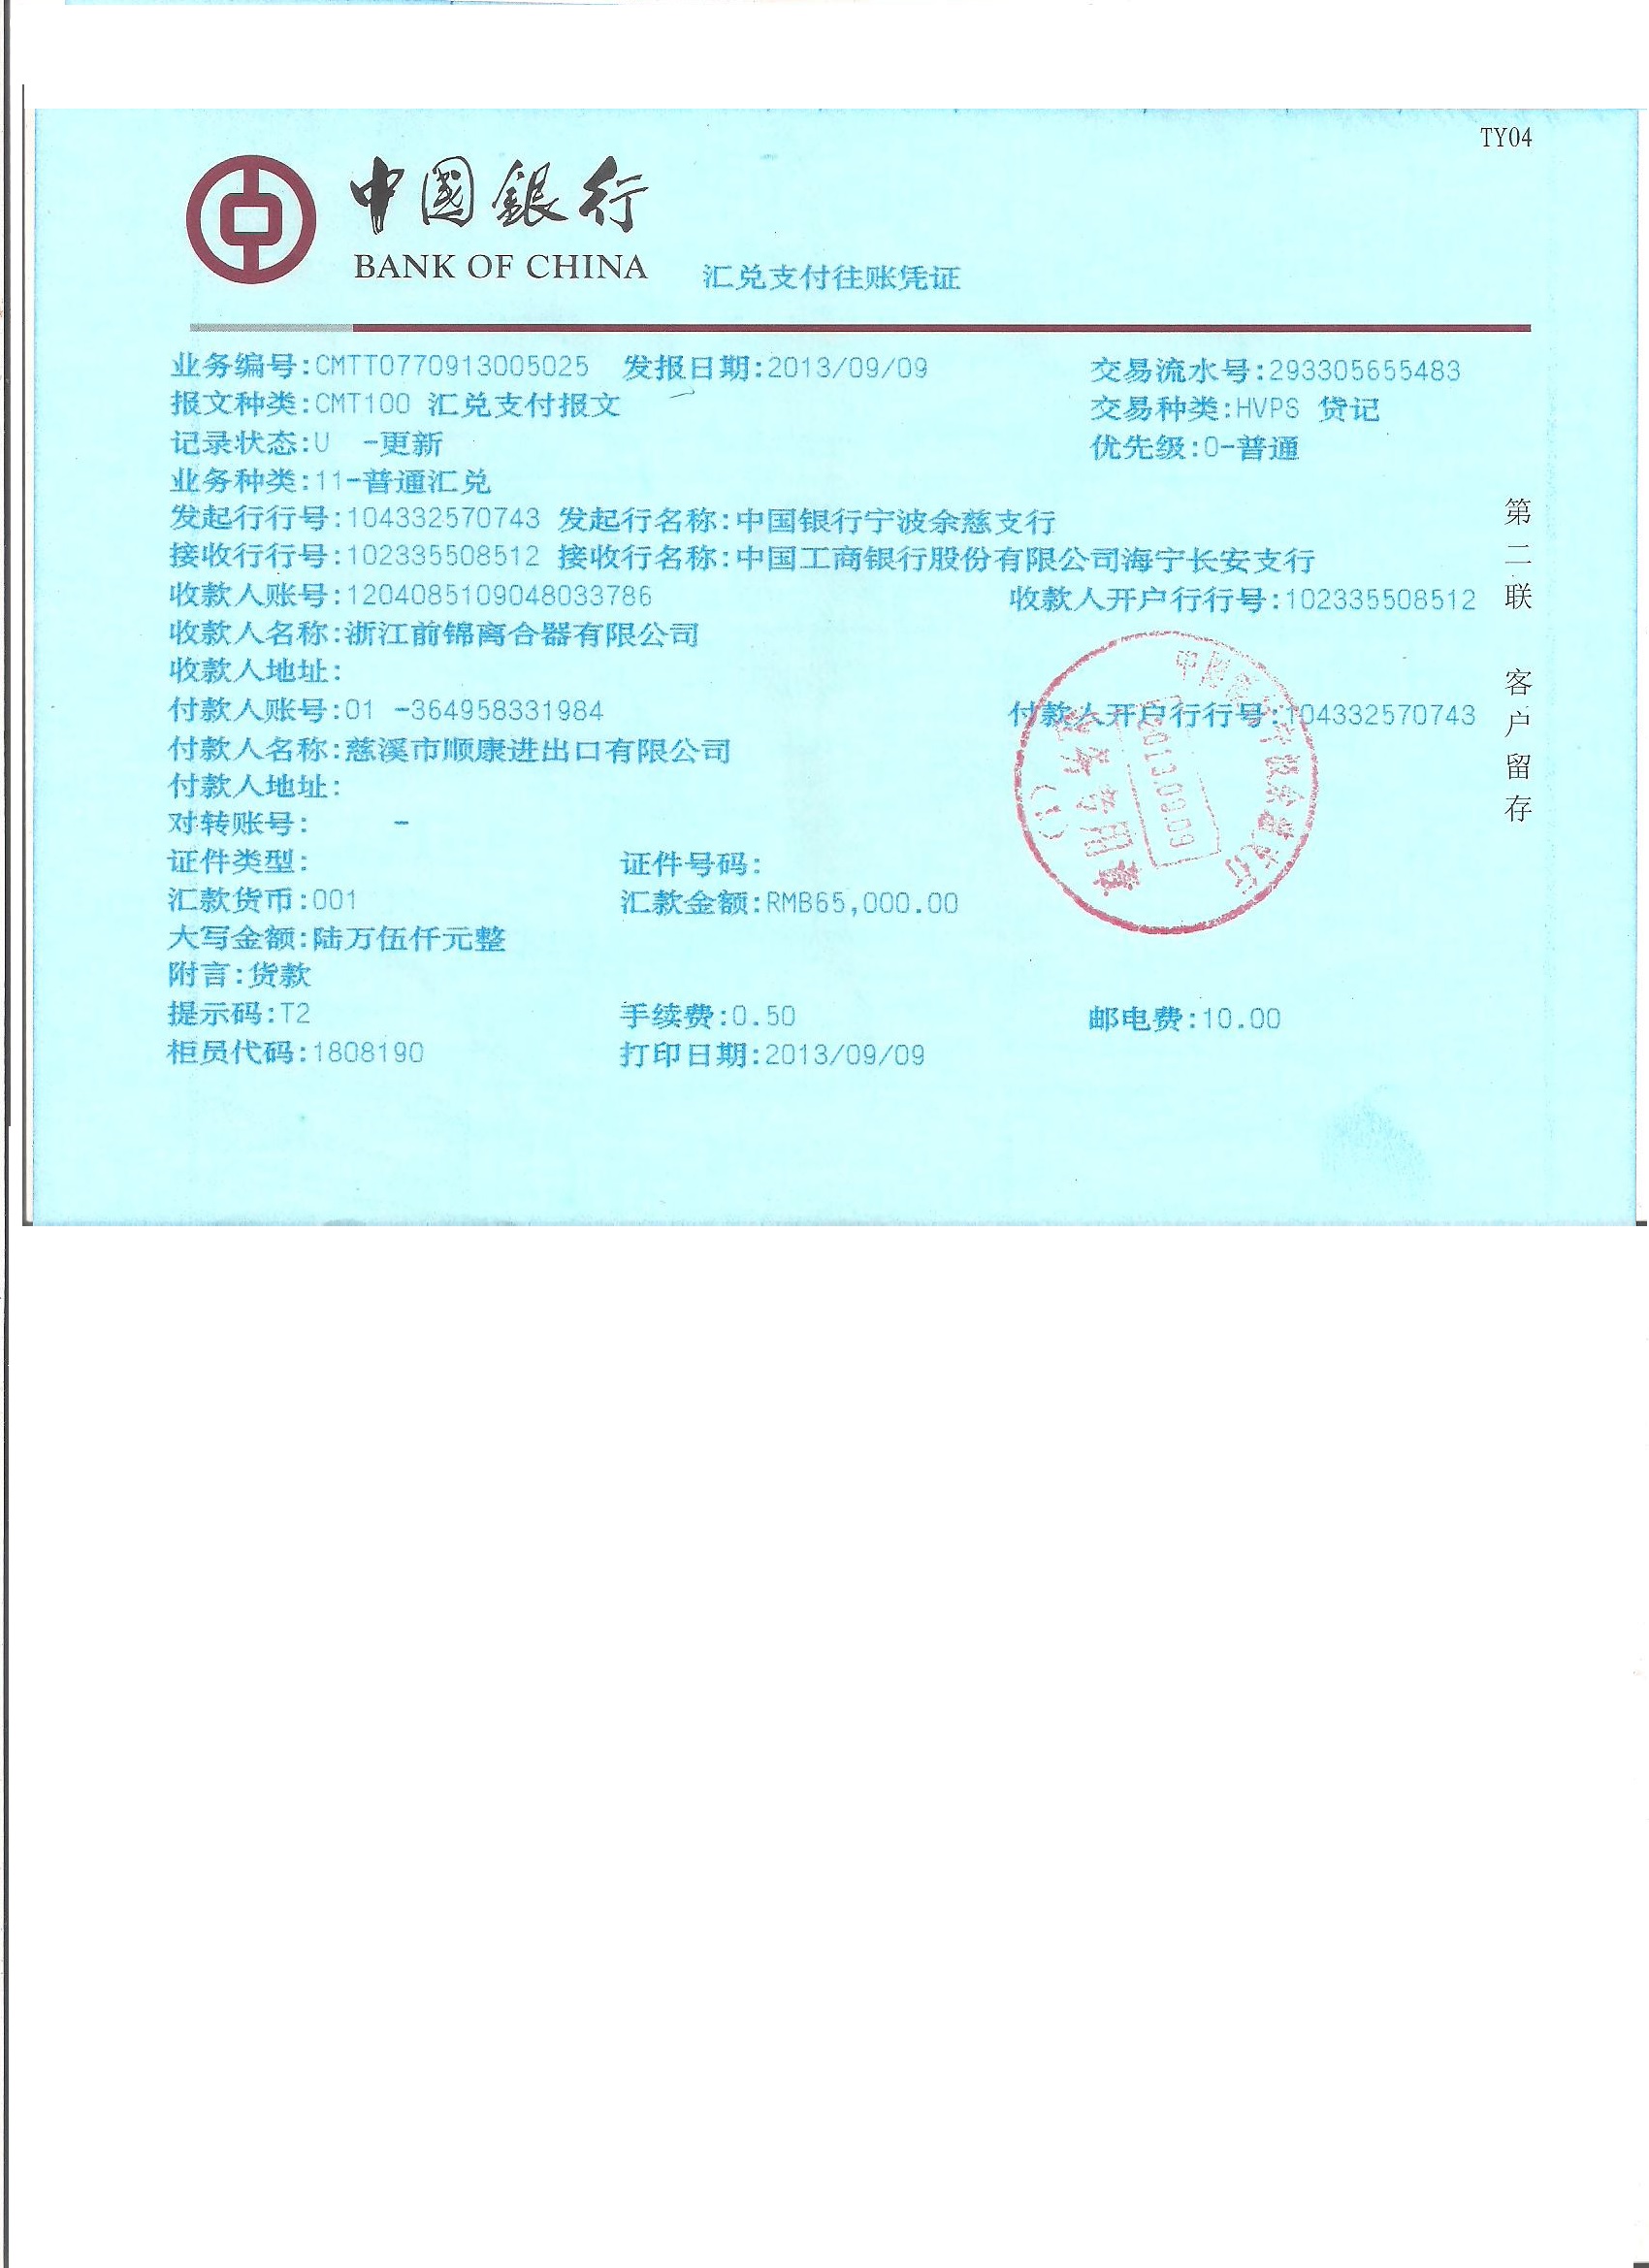 TY04
中國銀行
BANK OF CHINA
汇兑支付往账凭证
业务编号:CMTT0770913005025 发报日期:2013/09/09 交易流水号:293305655483
报文种类:CMT100 汇兑支付报文 交易种类:HVPS 贷记
记录状态:U -更新 优先级:0-普通
业务种类:11-普通汇兑
发起行行号:104332570743 发起行名称:中国银行宁波余慈支行
接收行行号:102335508512 接收行名称:中国工商银行股份有限公司海宁长安支行
收款人账号:1204085109048033786 收款人开户行行号:102335508512
收款人名称:浙江前锦离合器有限公司
收款人地址:
付款人账号:01 -364958331984 付款人开户行行号:104332570743
付款人名称:慈溪市顺康进出口有限公司
付款人地址:
对转账号: -
证件类型: 证件号码:
汇款货币:001 汇款金额:RMB65,000.00
大写金额:陆万伍仟元整
附言:货款
提示码:T2 手续费:0.50 邮电费:10.00
柜员代码:1808190 打印日期:2013/09/09
第二联 客户留存
2013.09.09
(1)